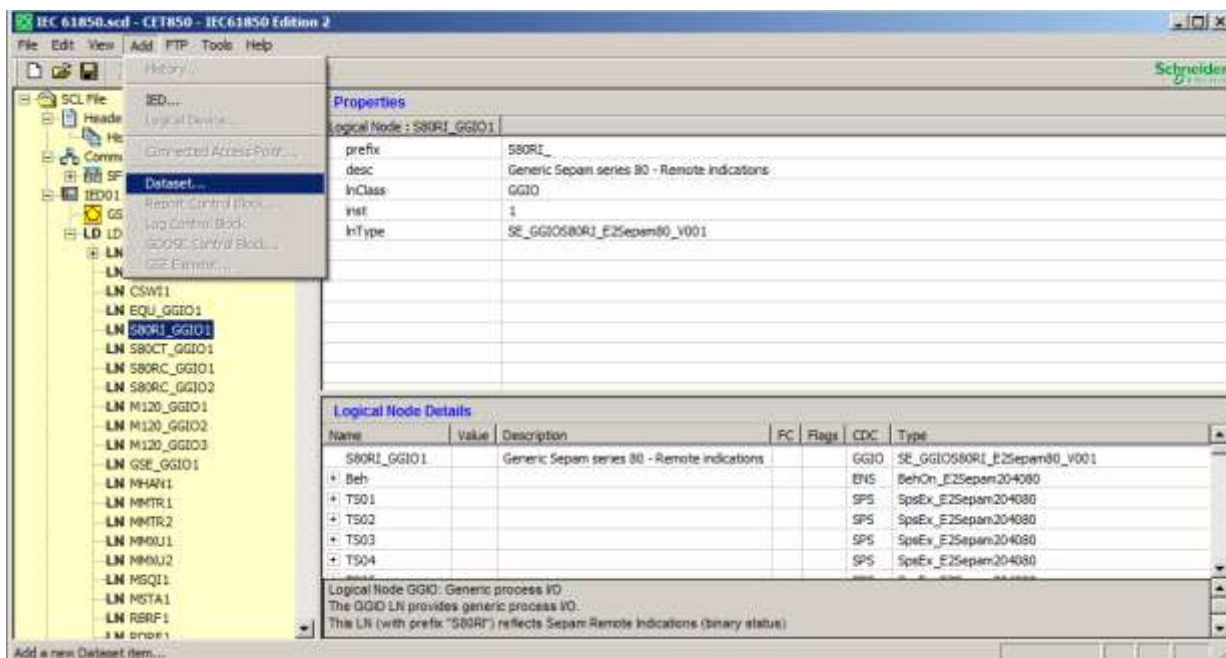 IEC 61850.scd - CET850 - IEC61850 Edition 2
File Edit View Add FTP Tools Help
History...
IED...
Logical Device...
Connected Access Point...
Dataset...
Report Control Block...
Log Control Block
GOOSE Control Block...
GSE Element...
Schneider
SCL File
Heade
His
Commu
SF
IED01
GS
LD LD
LN
LN
LN CSWI1
LN EQU_GGIO1
LN S80RI_GGIO1
LN S80CT_GGIO1
LN S80RC_GGIO1
LN S80RC_GGIO2
LN M120_GGIO1
LN M120_GGIO2
LN M120_GGIO3
LN GSE_GGIO1
LN MHAN1
LN MMTR1
LN MMTR2
LN MMXU1
LN MMXU2
LN MSQI1
LN MSTA1
LN RBRF1
Properties
Logical Node : S80RI_GGIO1
prefix S80RI_
desc Generic Sepam series 80 - Remote indications
lnClass GGIO
inst 1
lnType SE_GGIOS80RI_E2Sepam80_V001
Logical Node Details
Name Value Description FC Flags CDC Type
S80RI_GGIO1 Generic Sepam series 80 - Remote indications GGIO SE_GGIOS80RI_E2Sepam80_V001
+ Beh ENS BehOn_E2Sepam204080
+ TS01 SPS SpsEx_E2Sepam204080
+ TS02 SPS SpsEx_E2Sepam204080
+ TS03 SPS SpsEx_E2Sepam204080
+ TS04 SPS SpsEx_E2Sepam204080
Logical Node GGIO: Generic process I/O
The GGIO LN provides generic process I/O.
This LN (with prefix "S80RI") reflects Sepam Remote Indications (binary status)
Add a new Dataset item...